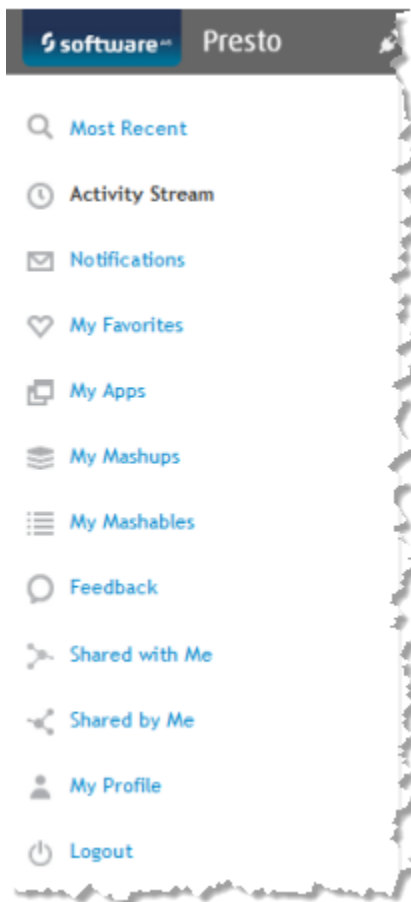 software AG Presto
Most Recent
Activity Stream
Notifications
My Favorites
My Apps
My Mashups
My Mashables
Feedback
Shared with Me
Shared by Me
My Profile
Logout